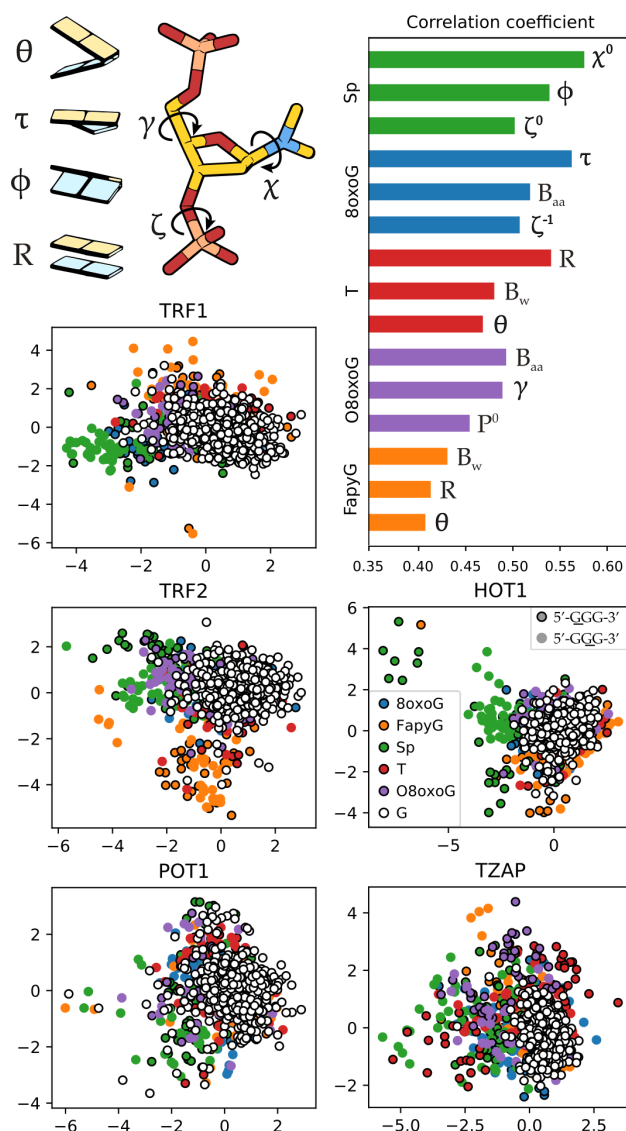 θ
τ
ϕ
R
γ
χ
ζ
Correlation coefficient
Sp
8oxoG
T
O8oxoG
FapyG
χ⁰
ϕ
ζ⁰
τ
Bₐₐ
ζ⁻¹
R
B_w
θ
Bₐₐ
γ
P⁰
B_w
R
θ
0.35 0.40 0.45 0.50 0.55 0.60
TRF1
4
2
0
−2
−4
−6
−4 −2 0 2
TRF2
2
0
−2
−4
−6 −4 −2 0 2
HOT1
6
4
2
0
−2
−4
−5 0
5′-GGG-3′
5′-GGG-3′
8oxoG
FapyG
Sp
T
O8oxoG
G
POT1
2
0
−2
−4
−6 −4 −2 0 2
TZAP
4
2
0
−2
−5.0 −2.5 0.0 2.5